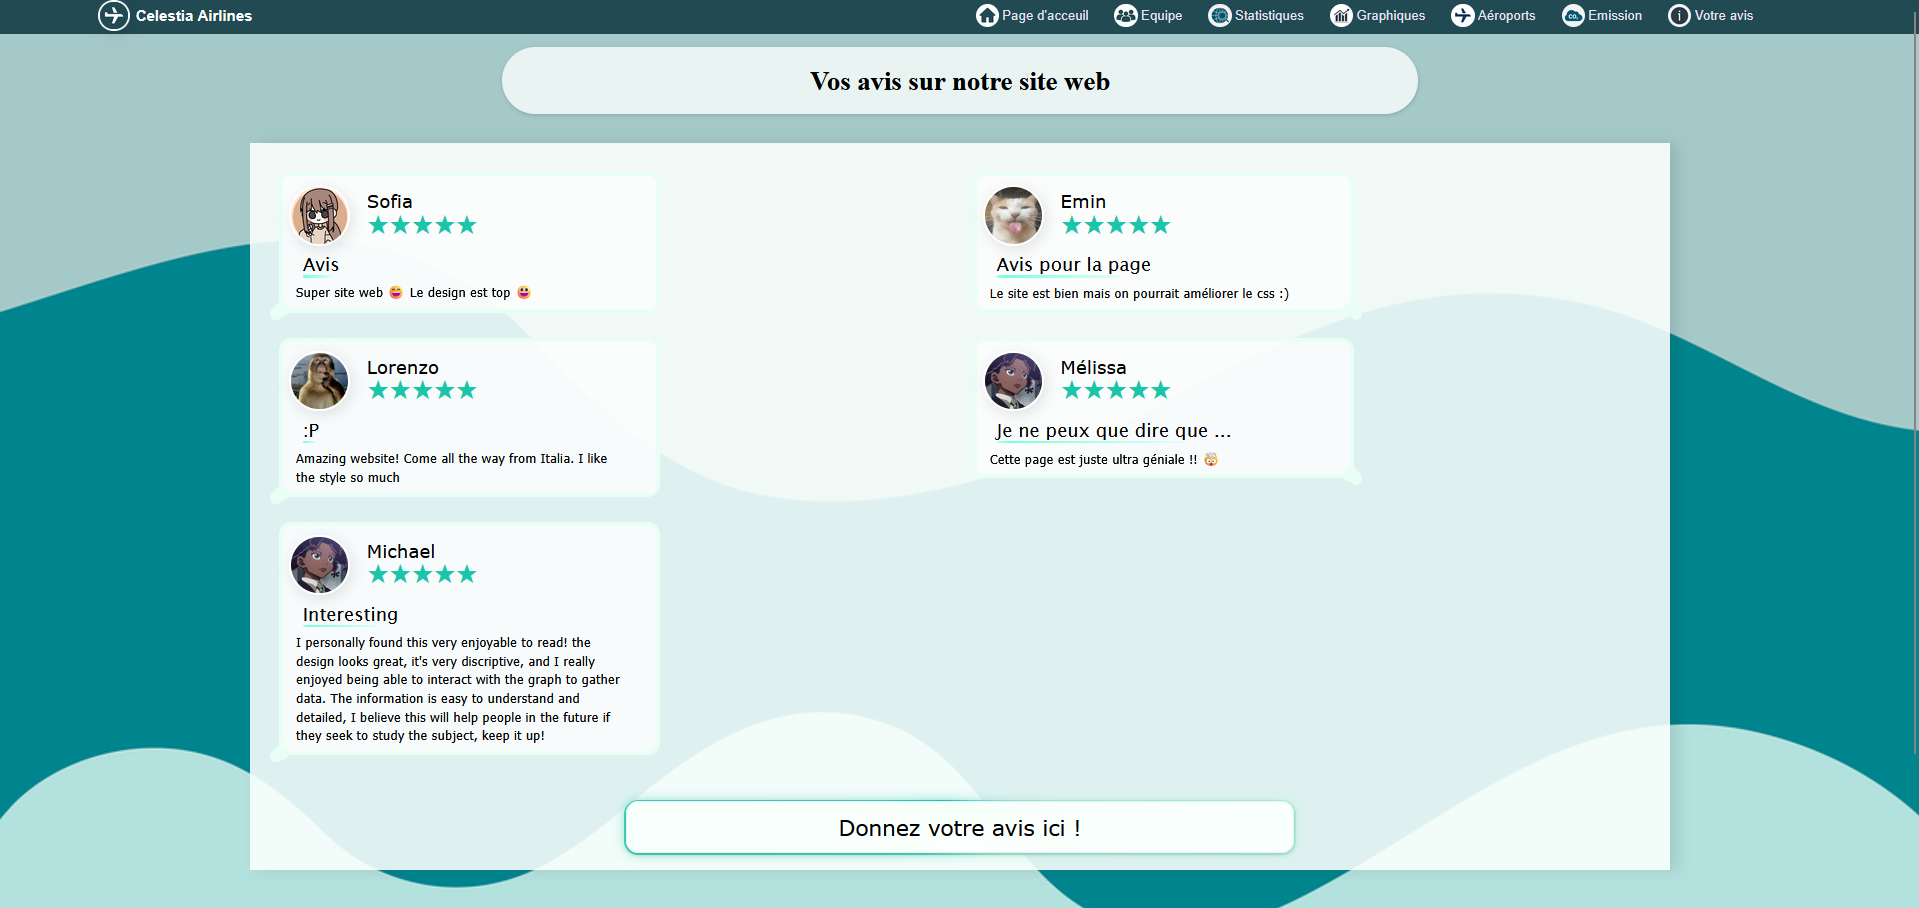 Celestia Airlines
Page d'acceuil
Equipe
Statistiques
Graphiques
Aéroports
co₂
Emission
i
Votre avis
Vos avis sur notre site web
Sofia
Avis
Super site web 😄 Le design est top 😃
Emin
Avis pour la page
Le site est bien mais on pourrait améliorer le css :)
Lorenzo
:P
Amazing website! Come all the way from Italia. I like
the style so much
Mélissa
Je ne peux que dire que ...
Cette page est juste ultra géniale !! 🤯
Michael
Interesting
I personally found this very enjoyable to read! the
design looks great, it's very discriptive, and I really
enjoyed being able to interact with the graph to gather
data. The information is easy to understand and
detailed, I believe this will help people in the future if
they seek to study the subject, keep it up!
Donnez votre avis ici !